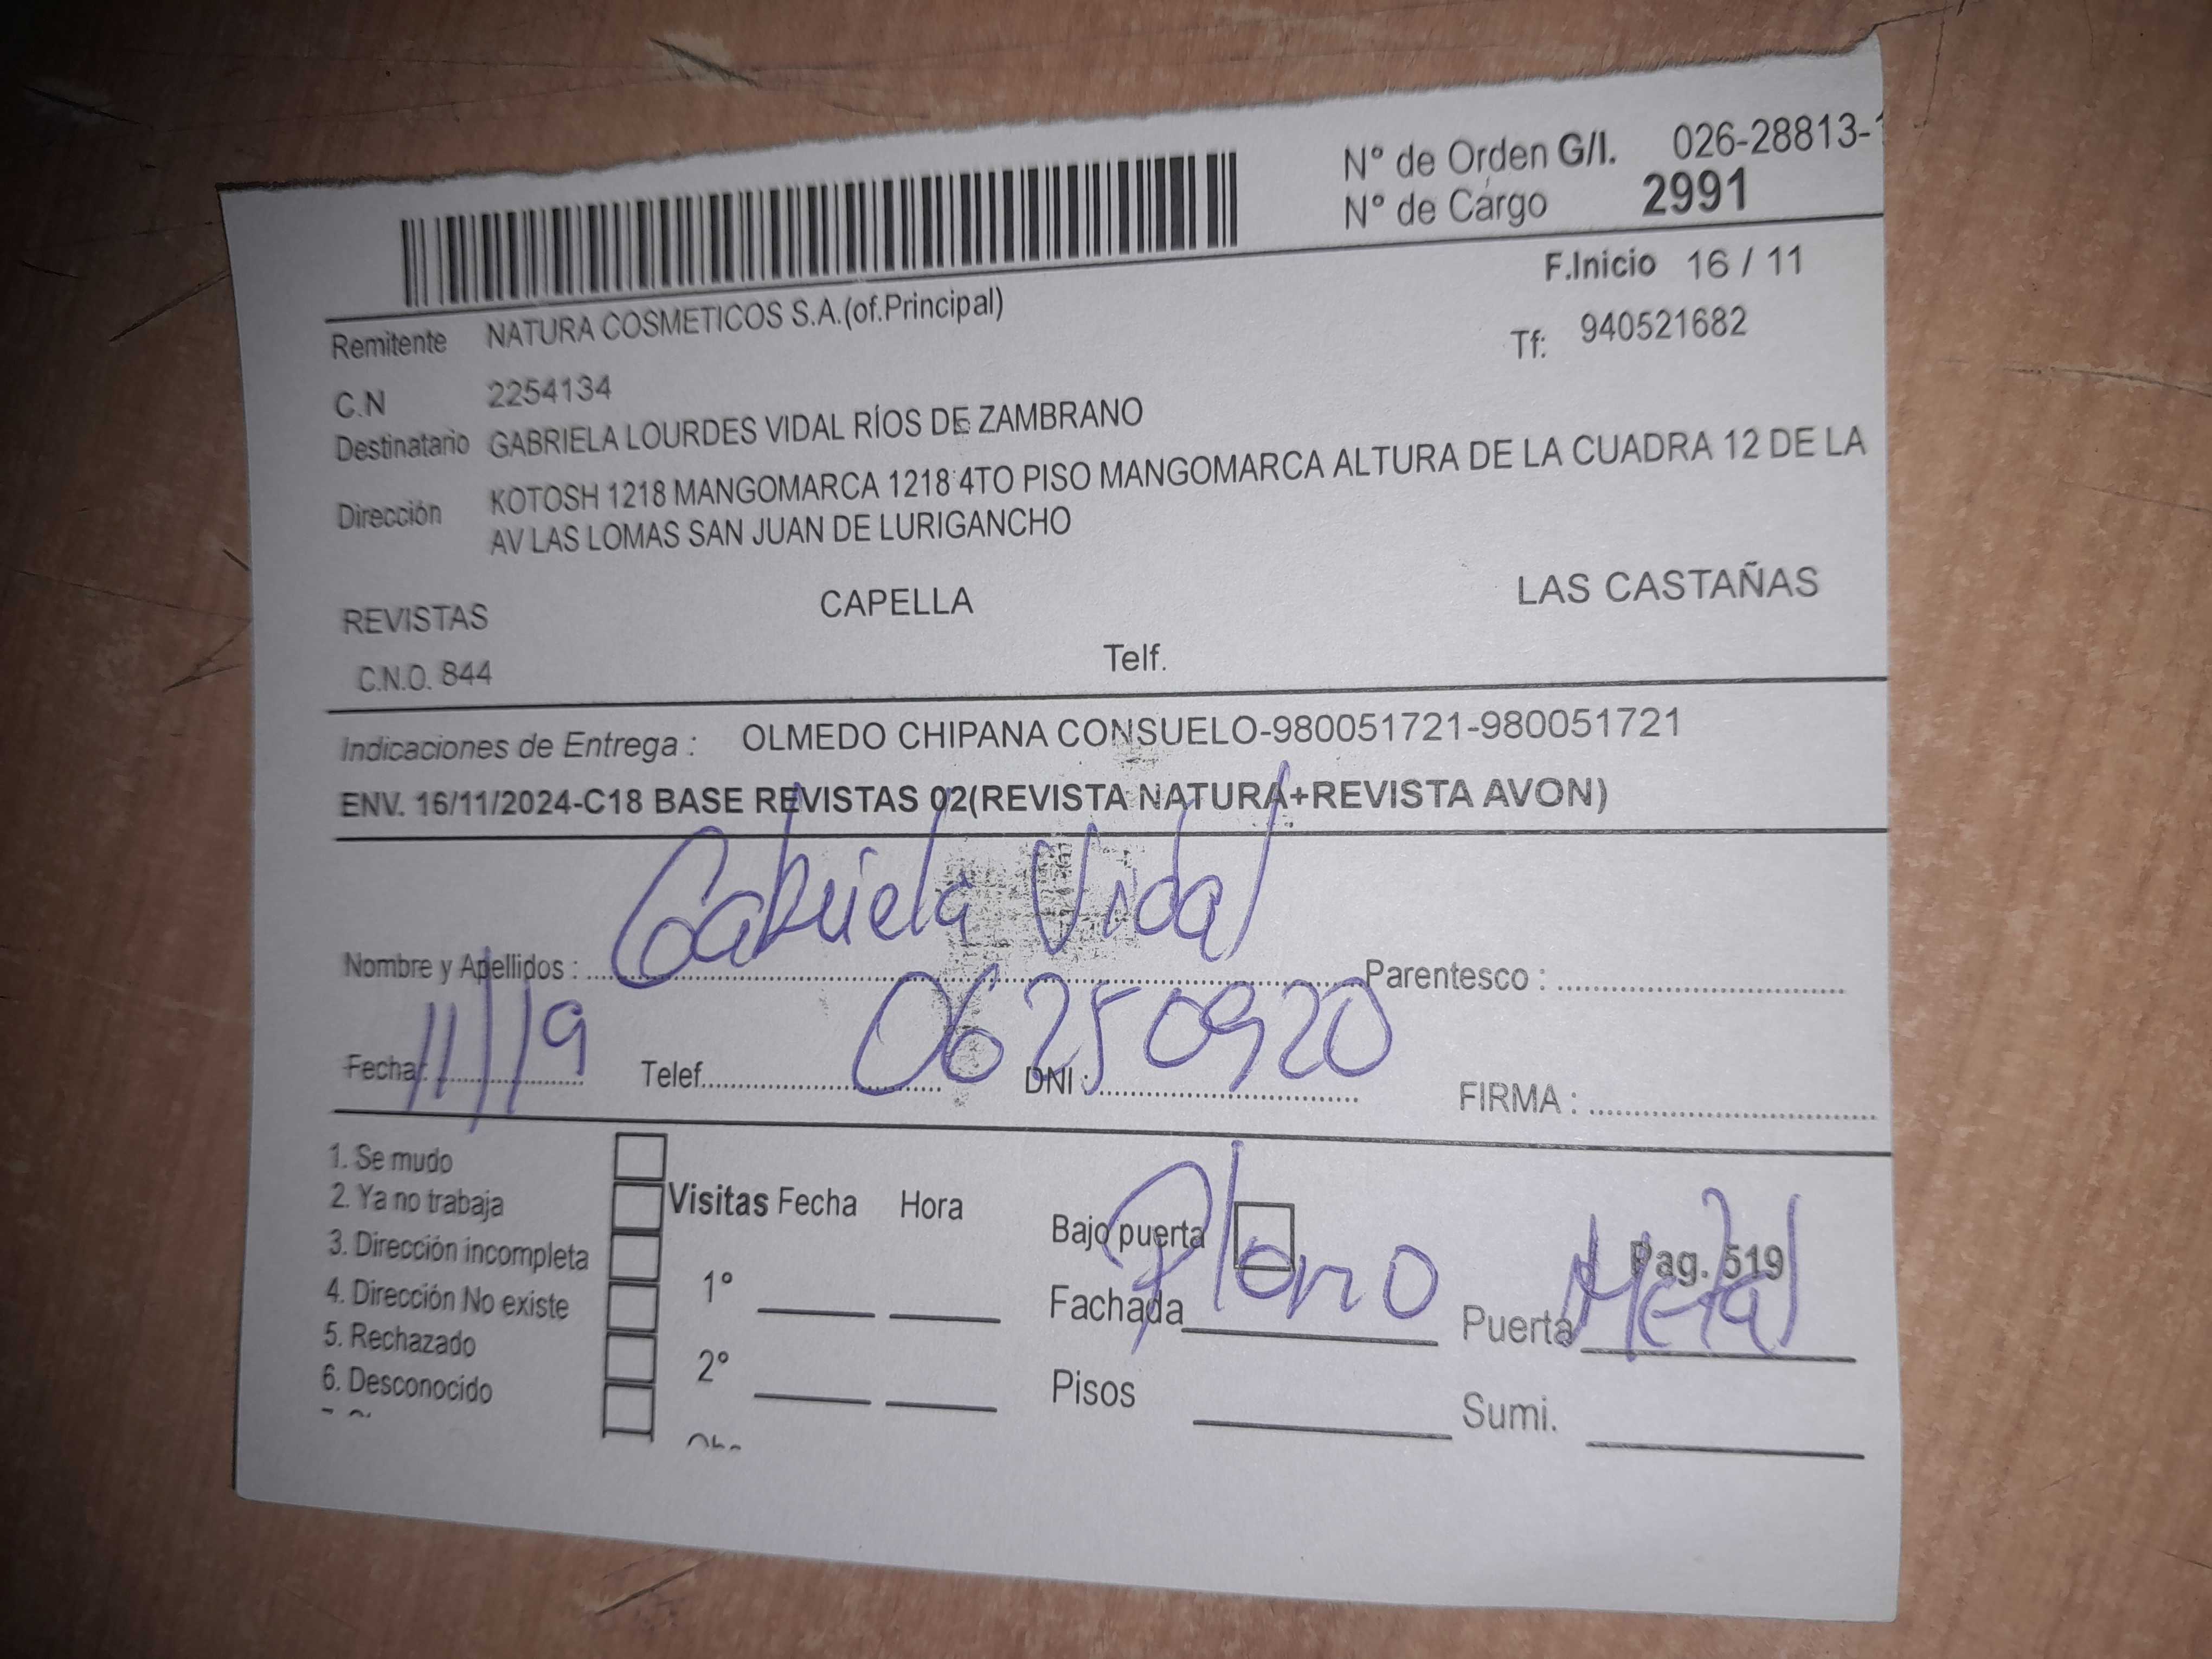 Nº de Orden G/I. 026-28813-
Nº de Cargo 2991
F.Inicio 16 / 11
Remitente NATURA COSMETICOS S.A.(of.Principal)
Tf: 940521682
C.N 2254134
Destinatario GABRIELA LOURDES VIDAL RÍOS DE ZAMBRANO
Dirección KOTOSH 1218 MANGOMARCA 1218 4TO PISO MANGOMARCA ALTURA DE LA CUADRA 12 DE LA
AV LAS LOMAS SAN JUAN DE LURIGANCHO
REVISTAS CAPELLA LAS CASTAÑAS
C.N.O. 844 Telf.
Indicaciones de Entrega : OLMEDO CHIPANA CONSUELO-980051721-980051721
ENV. 16/11/2024-C18 BASE REVISTAS 02(REVISTA NATURA+REVISTA AVON)
Nombre y Apellidos : Gabriela Vidal Parentesco :
Fecha: 11/19 Telef. DNI : 06250920 FIRMA :
1. Se mudo
2. Ya no trabaja
3. Dirección incompleta
4. Dirección No existe
5. Rechazado
6. Desconocido
Visitas Fecha Hora
1º
2º
Bajo puerta Pag. 519
Fachada Plomo Puerta Metal
Pisos Sumi.